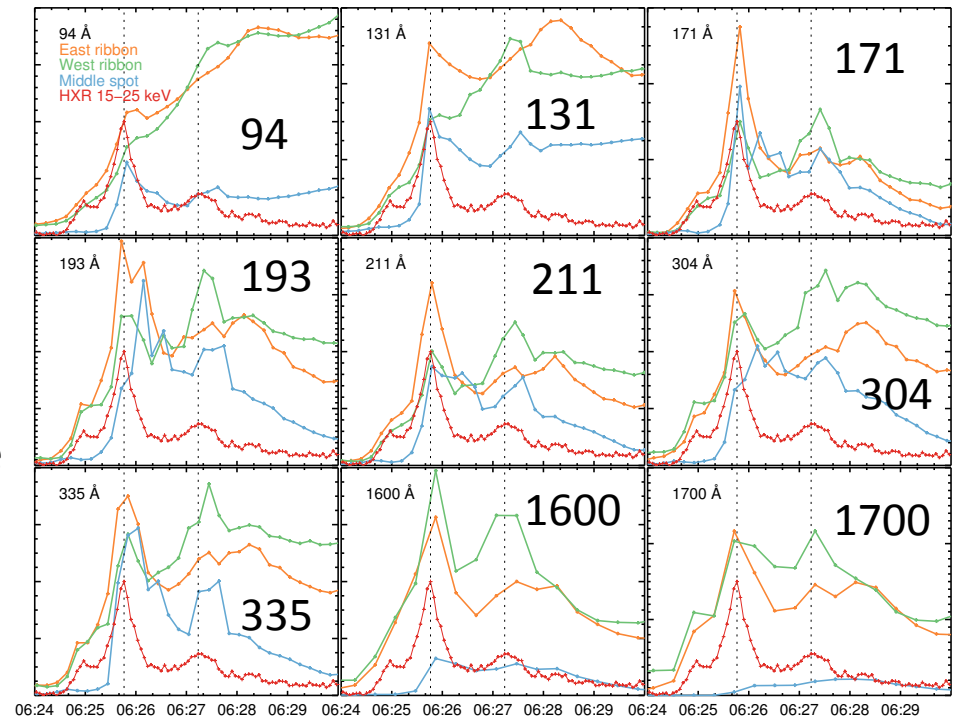 94 Å
East ribbon
West ribbon
Middle spot
HXR 15−25 keV
94
131 Å
131
171 Å
171
193 Å
193
211 Å
211
304 Å
304
335 Å
335
1600 Å
1600
1700 Å
1700
06:24 06:25 06:26 06:27 06:28 06:29 06:24 06:25 06:26 06:27 06:28 06:29 06:24 06:25 06:26 06:27 06:28 06:29